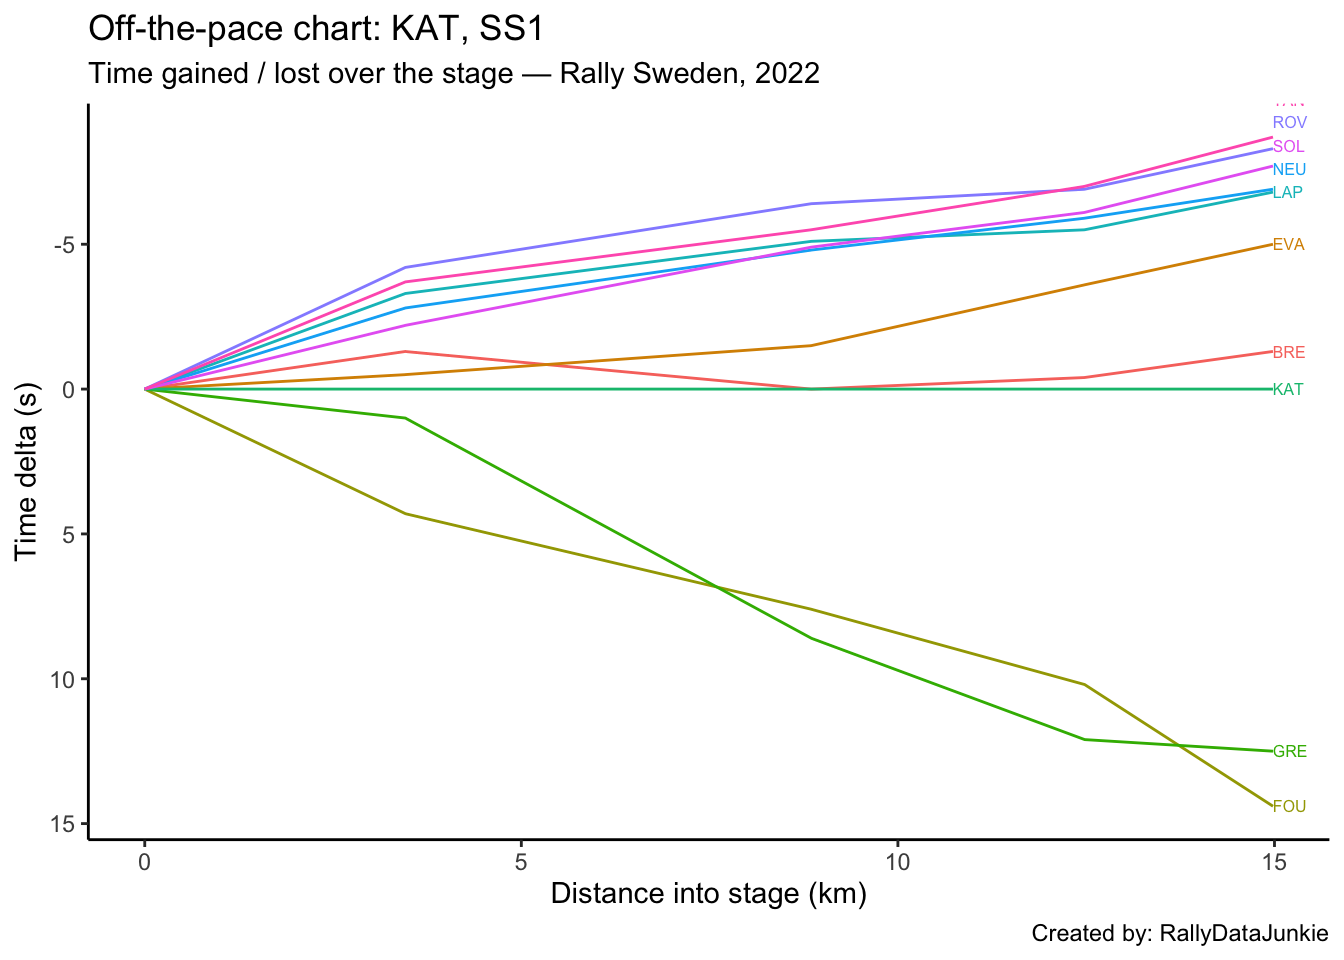 Off-the-pace chart: KAT, SS1
Time gained / lost over the stage — Rally Sweden, 2022
ROV
SOL
NEU
LAP
-5
EVA
BRE
0
KAT
Time delta (s)
5
10
GRE
FOU
15
0
5
10
15
Distance into stage (km)
Created by: RallyDataJunkie